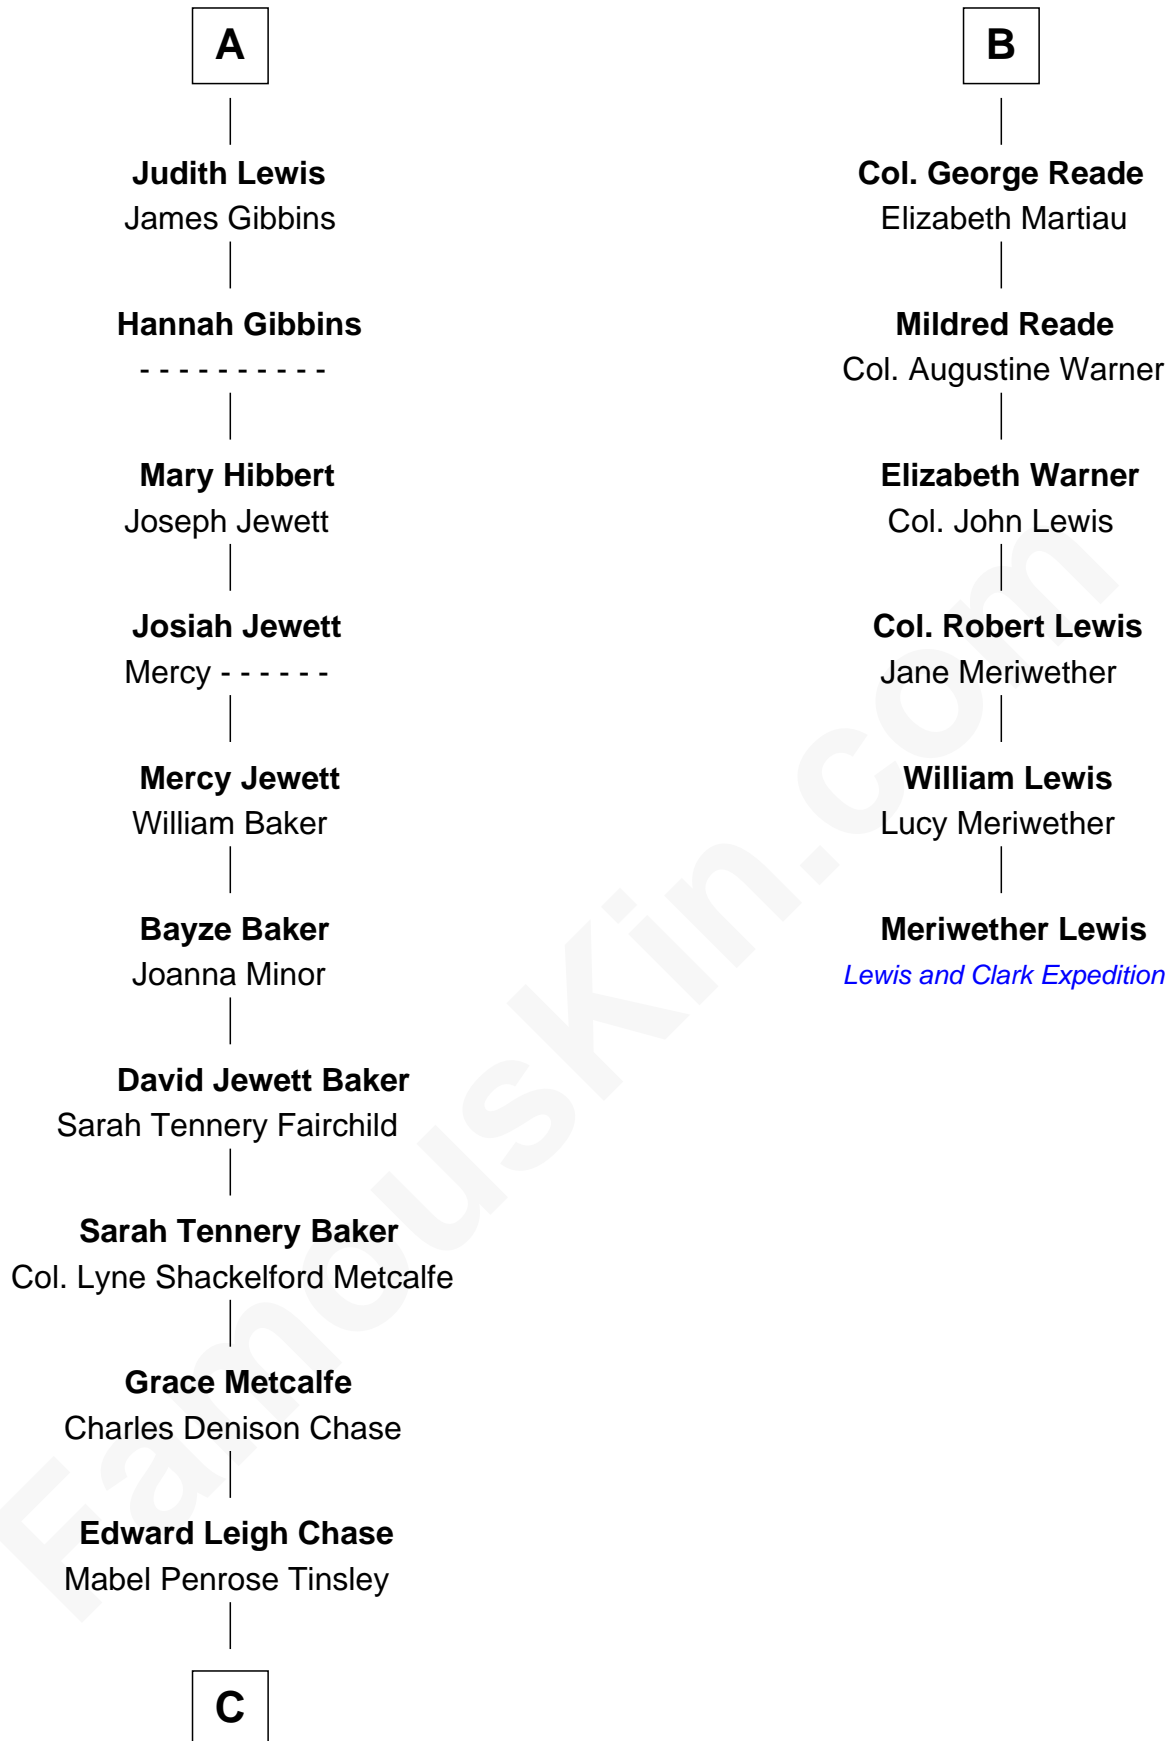 A
Judith Lewis
James Gibbins
Hannah Gibbins
- - - - - - - - - -
Mary Hibbert
Joseph Jewett
Josiah Jewett
Mercy - - - - - -
Mercy Jewett
William Baker
Bayze Baker
Joanna Minor
David Jewett Baker
Sarah Tennery Fairchild
Sarah Tennery Baker
Col. Lyne Shackelford Metcalfe
Grace Metcalfe
Charles Denison Chase
Edward Leigh Chase
Mabel Penrose Tinsley
C
B
Col. George Reade
Elizabeth Martiau
Mildred Reade
Col. Augustine Warner
Elizabeth Warner
Col. John Lewis
Col. Robert Lewis
Jane Meriwether
William Lewis
Lucy Meriwether
Meriwether Lewis
Lewis and Clark Expedition
FamousKin.com